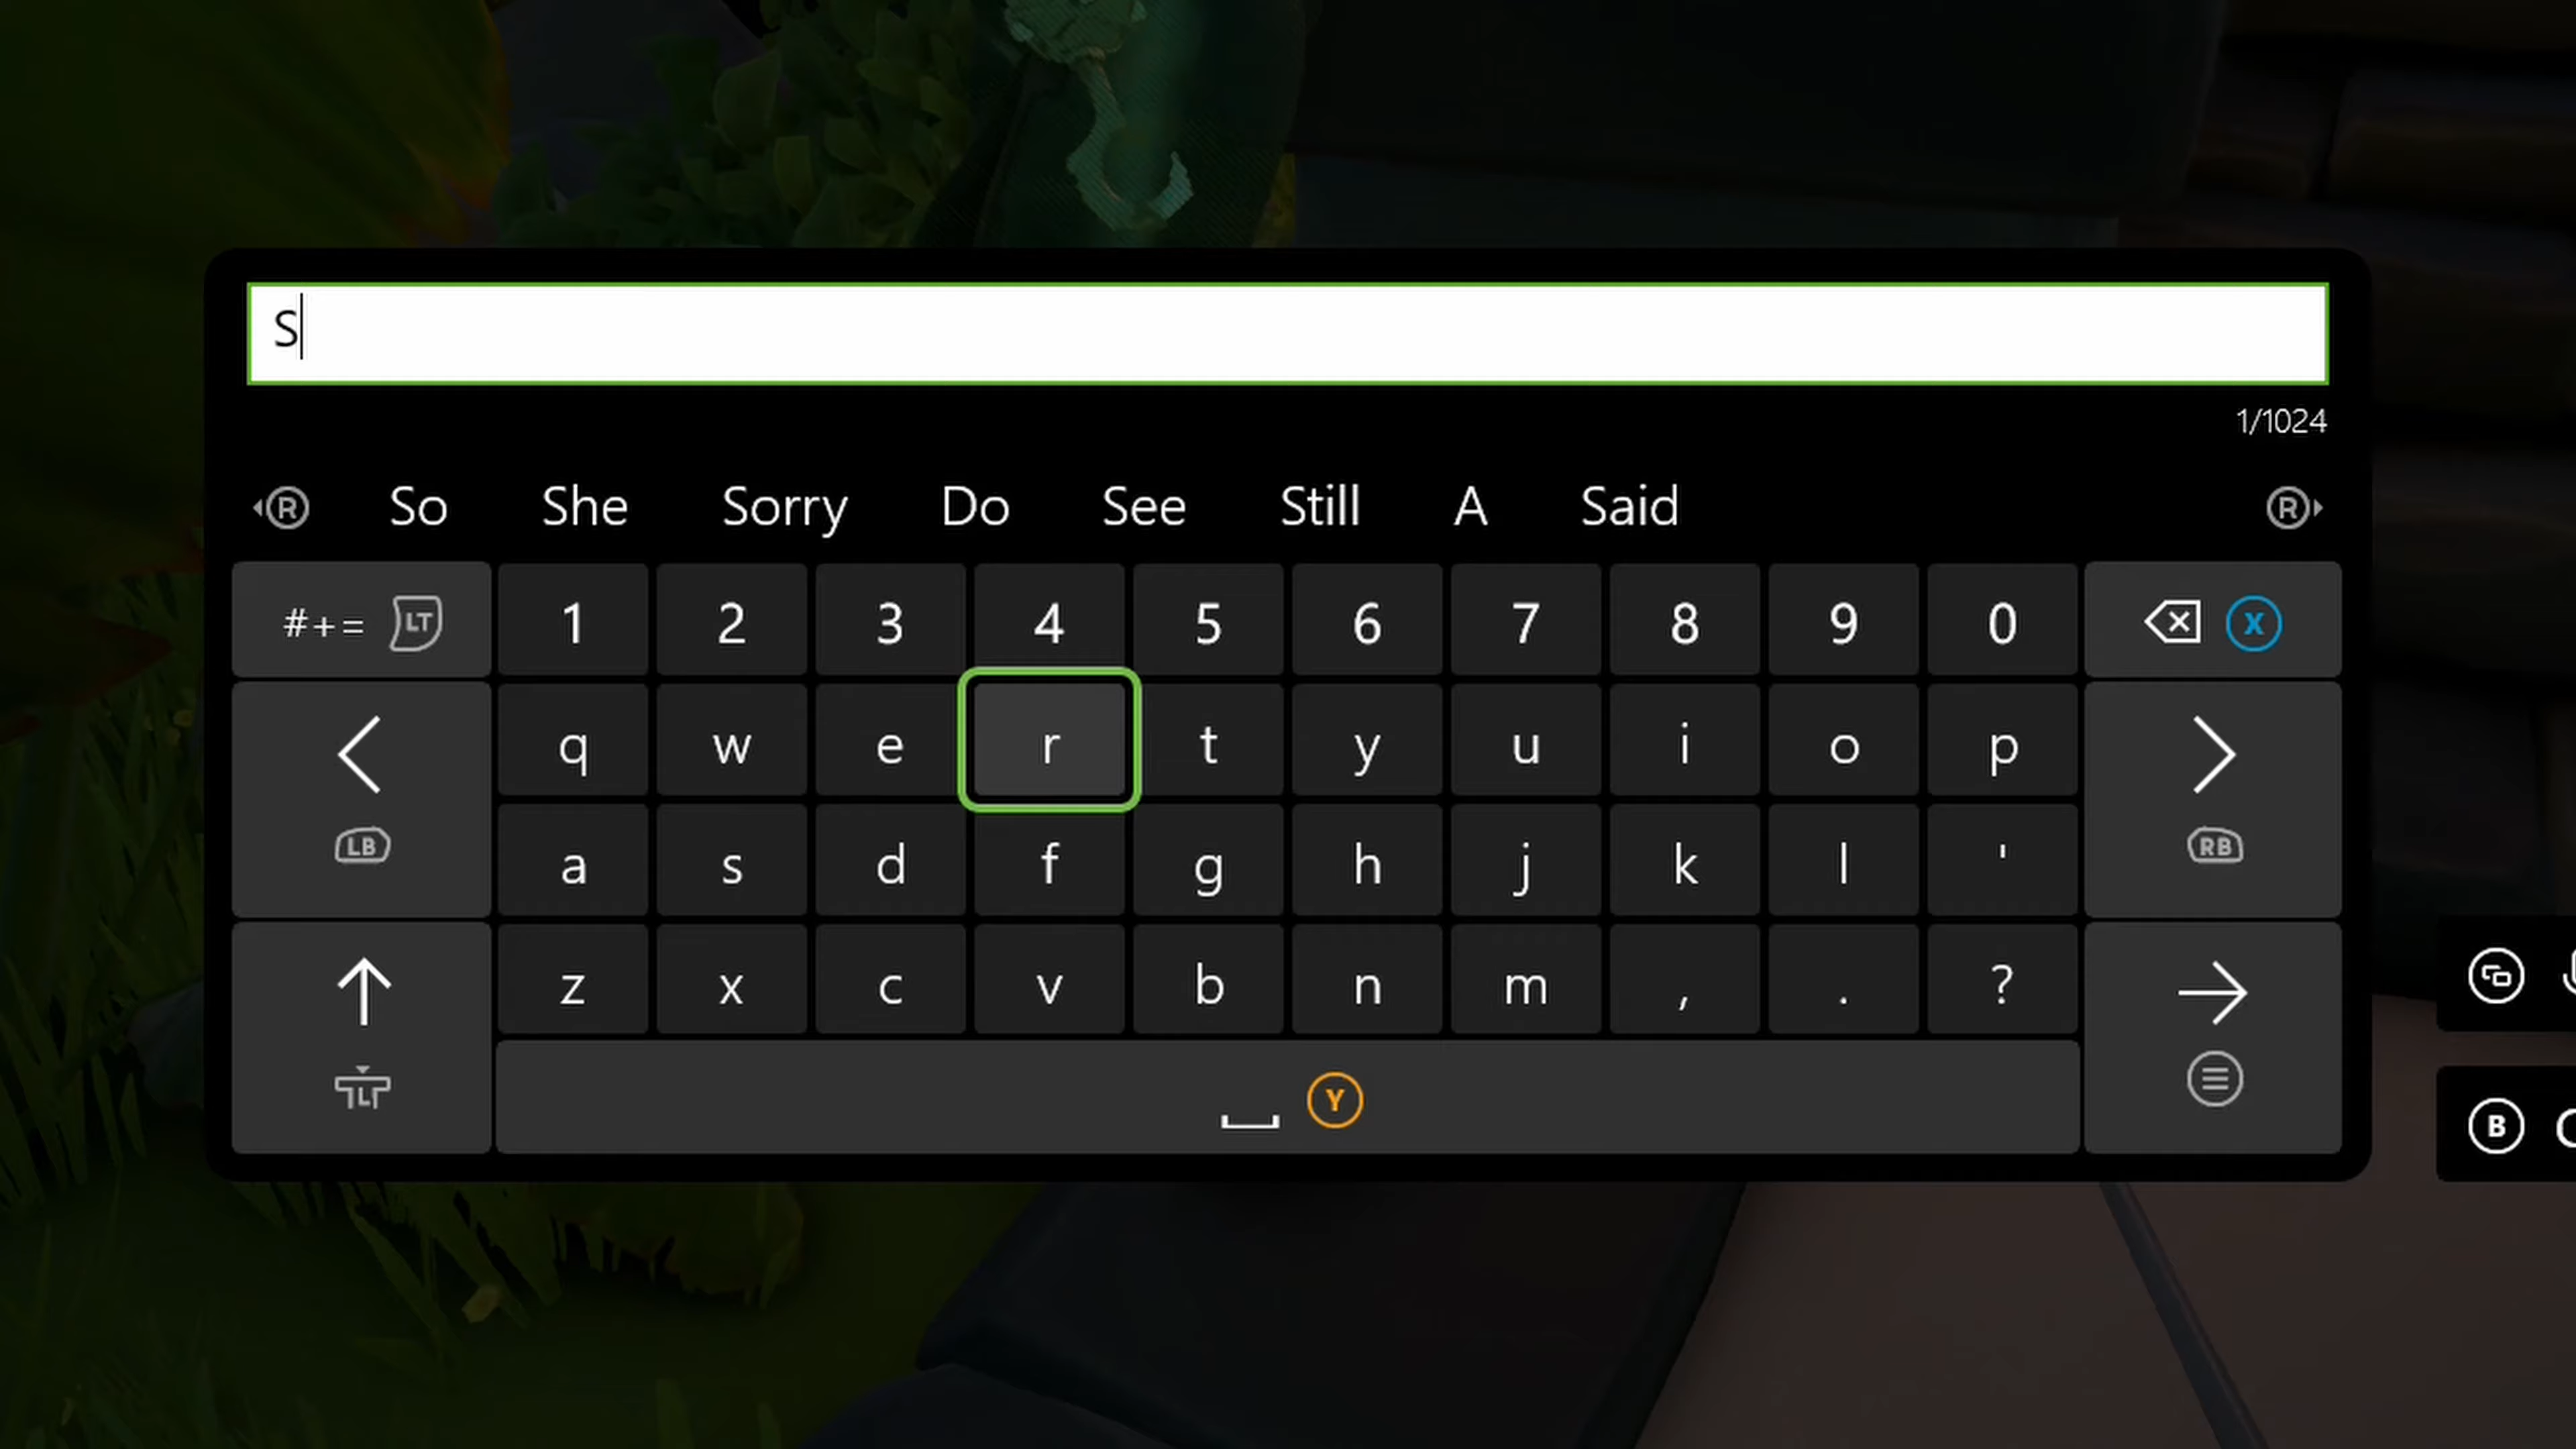 S
1/1024
R So She Sorry Do See Still A Said R
#+= LT 1 2 3 4 5 6 7 8 9 0 X
q w e r t y u i o p
LB a s d f g h j k l ' RB
z x c v b n m , . ?
LT
Y
B